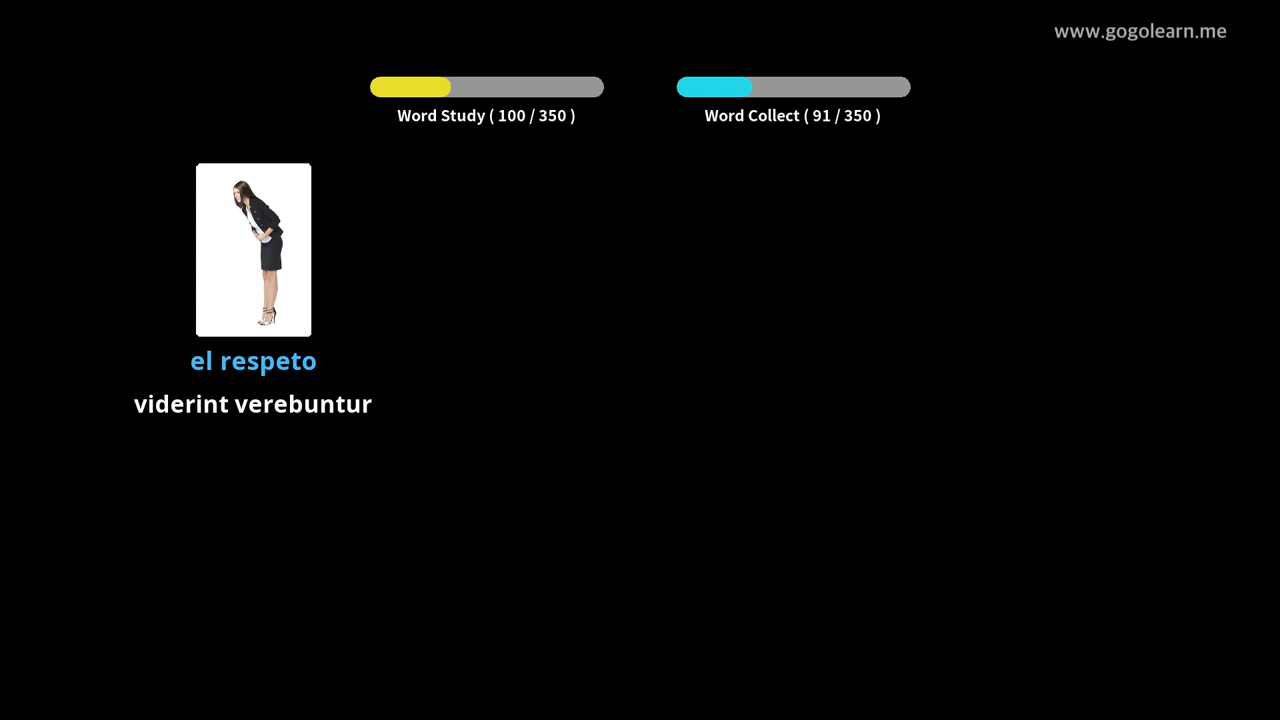 www.gogolearn.me
Word Study ( 100 / 350 )
Word Collect ( 91 / 350 )
el respeto
viderint verebuntur